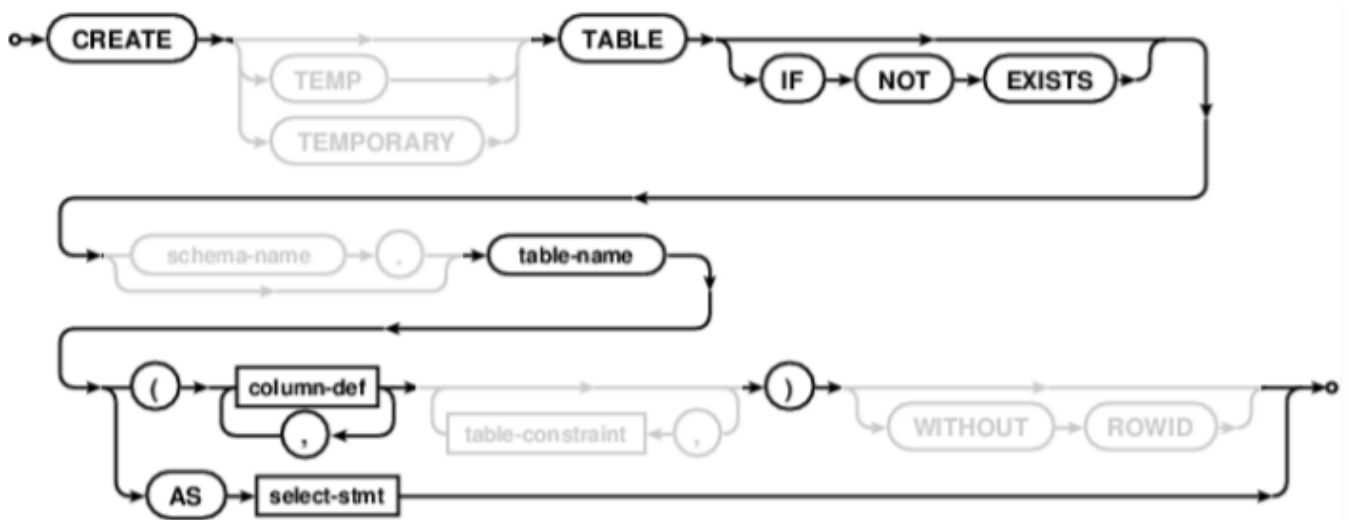 CREATE TABLE
TEMP IF NOT EXISTS
TEMPORARY
schema-name . table-name
( column-def )
, table-constraint , WITHOUT ROWID
AS select-stmt